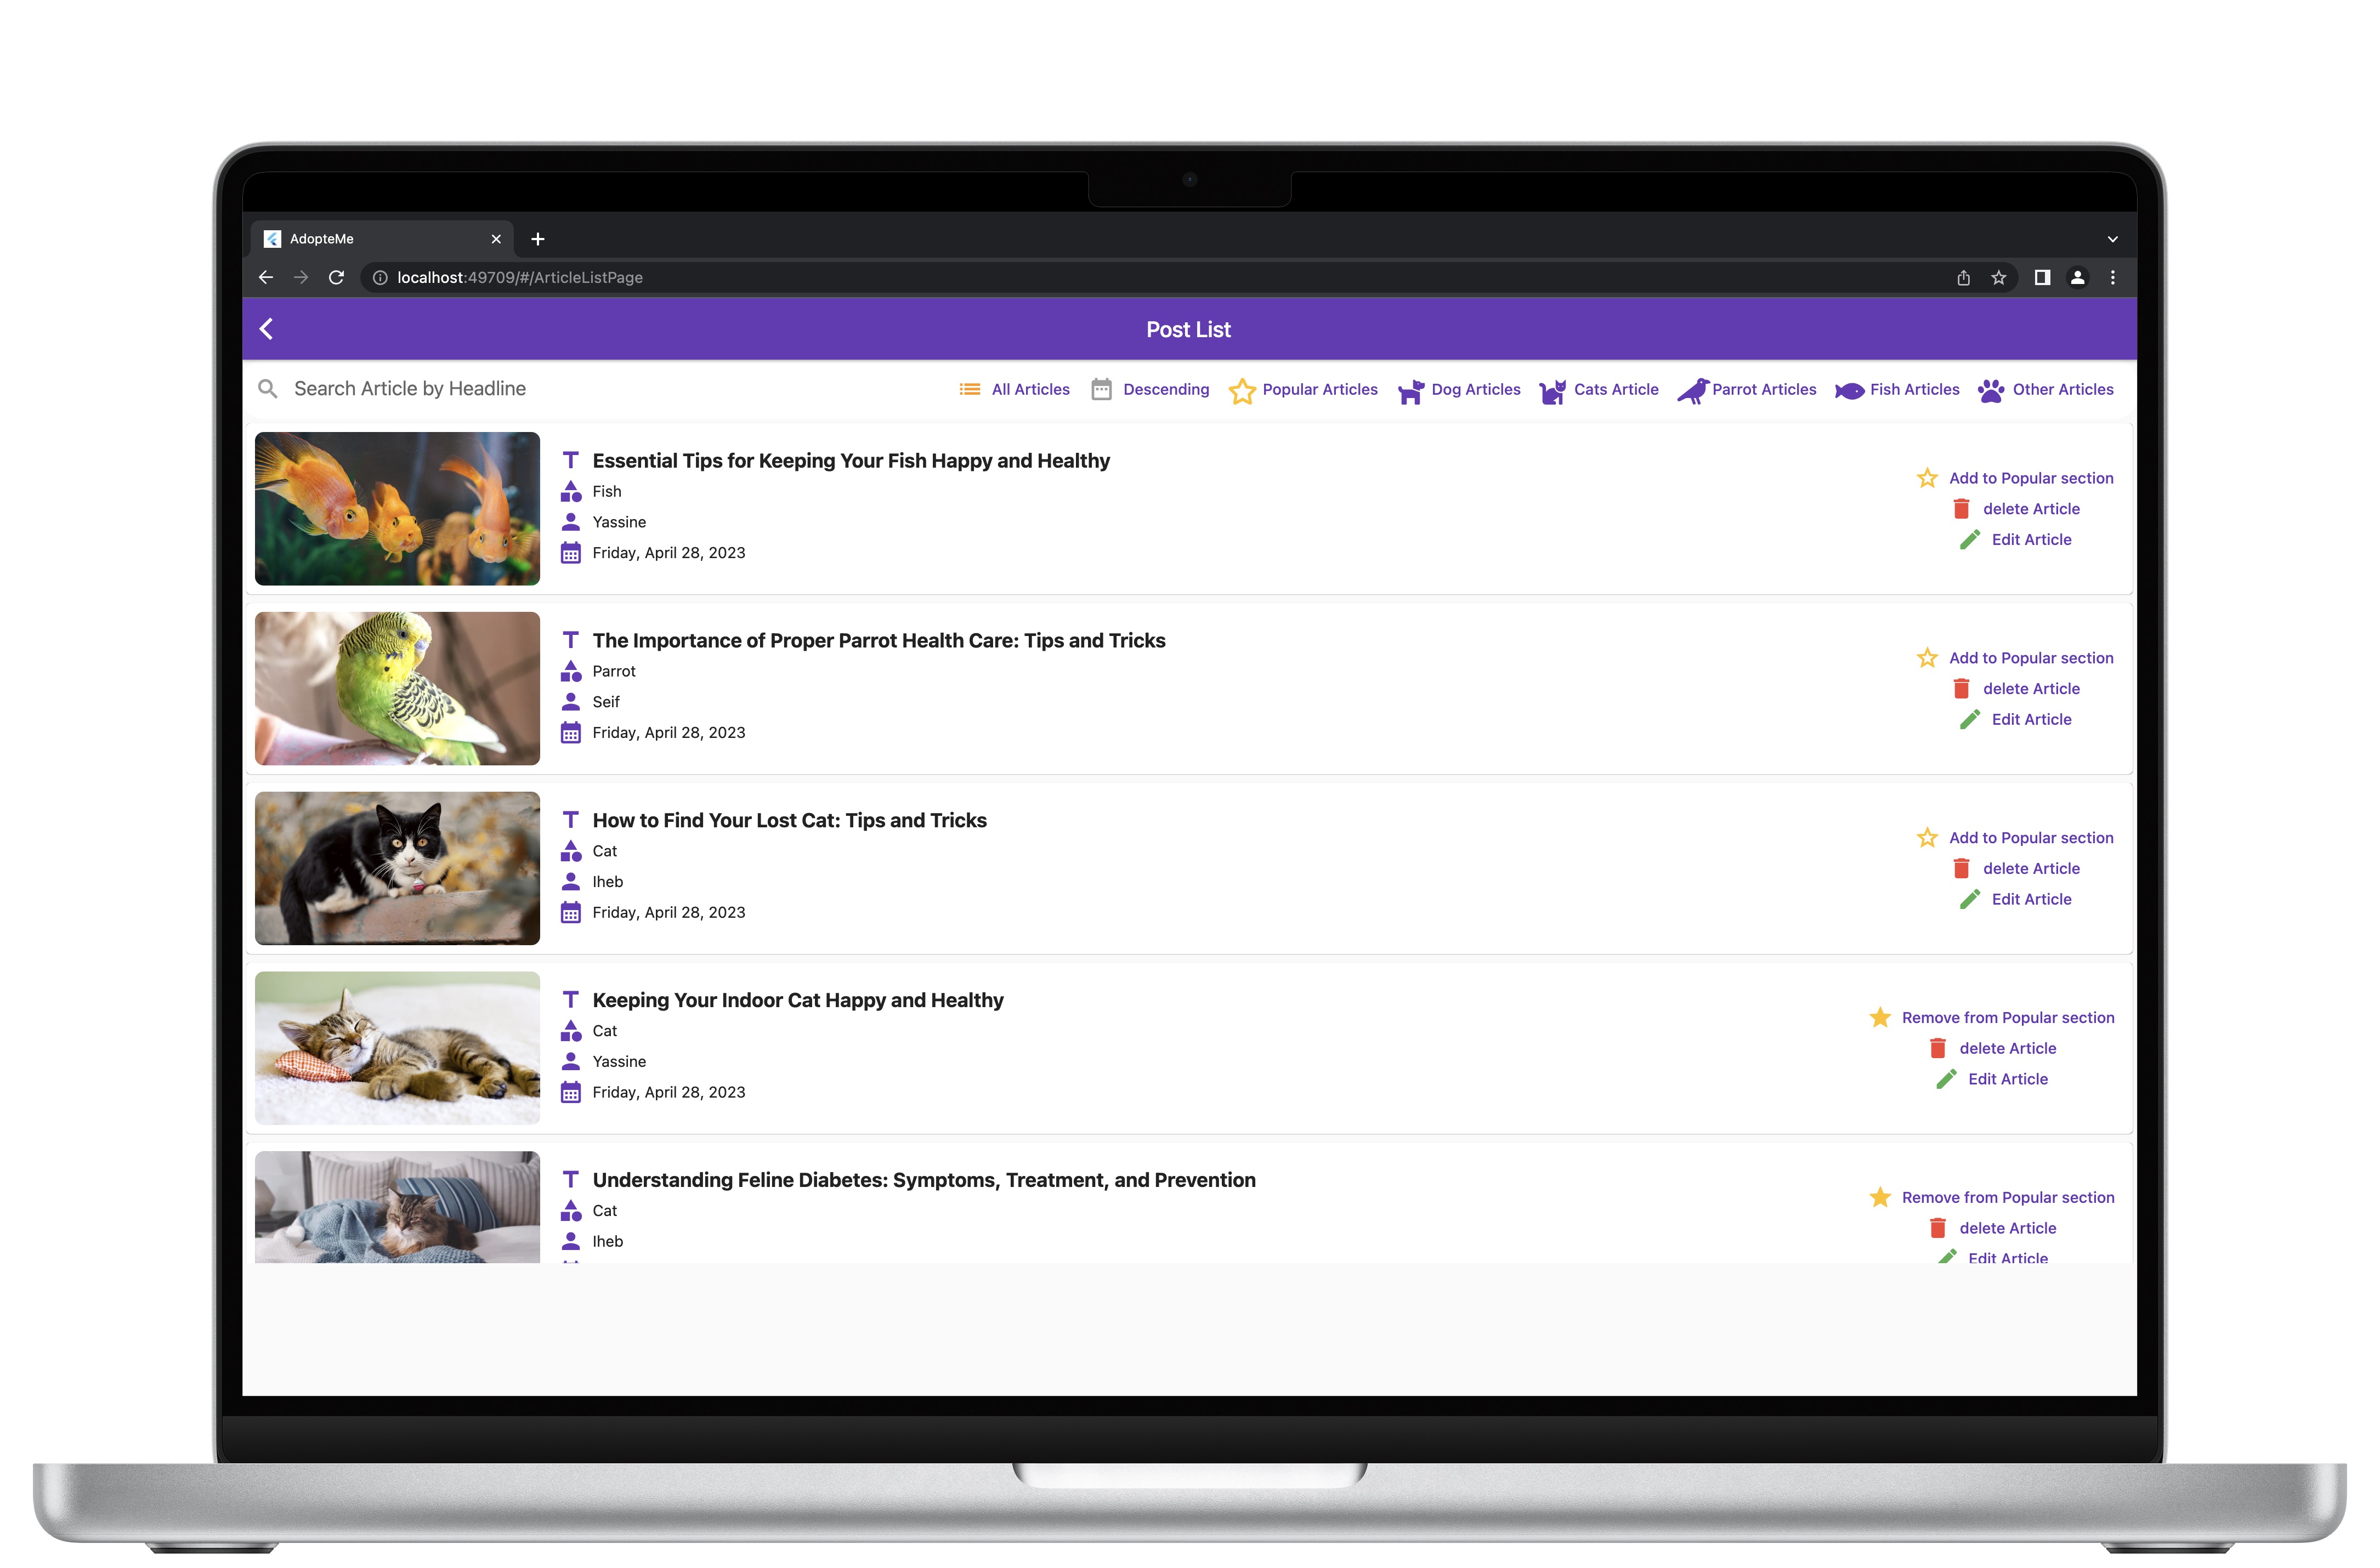 AdopteMe
localhost:49709/#/ArticleListPage
Post List
Search Article by Headline
All Articles
Descending
Popular Articles
Dog Articles
Cats Article
Parrot Articles
Fish Articles
Other Articles
Essential Tips for Keeping Your Fish Happy and Healthy
Fish
Yassine
Friday, April 28, 2023
Add to Popular section
delete Article
Edit Article
The Importance of Proper Parrot Health Care: Tips and Tricks
Parrot
Seif
Friday, April 28, 2023
Add to Popular section
delete Article
Edit Article
How to Find Your Lost Cat: Tips and Tricks
Cat
Iheb
Friday, April 28, 2023
Add to Popular section
delete Article
Edit Article
Keeping Your Indoor Cat Happy and Healthy
Cat
Yassine
Friday, April 28, 2023
Remove from Popular section
delete Article
Edit Article
Understanding Feline Diabetes: Symptoms, Treatment, and Prevention
Cat
Iheb
Remove from Popular section
delete Article
Edit Article